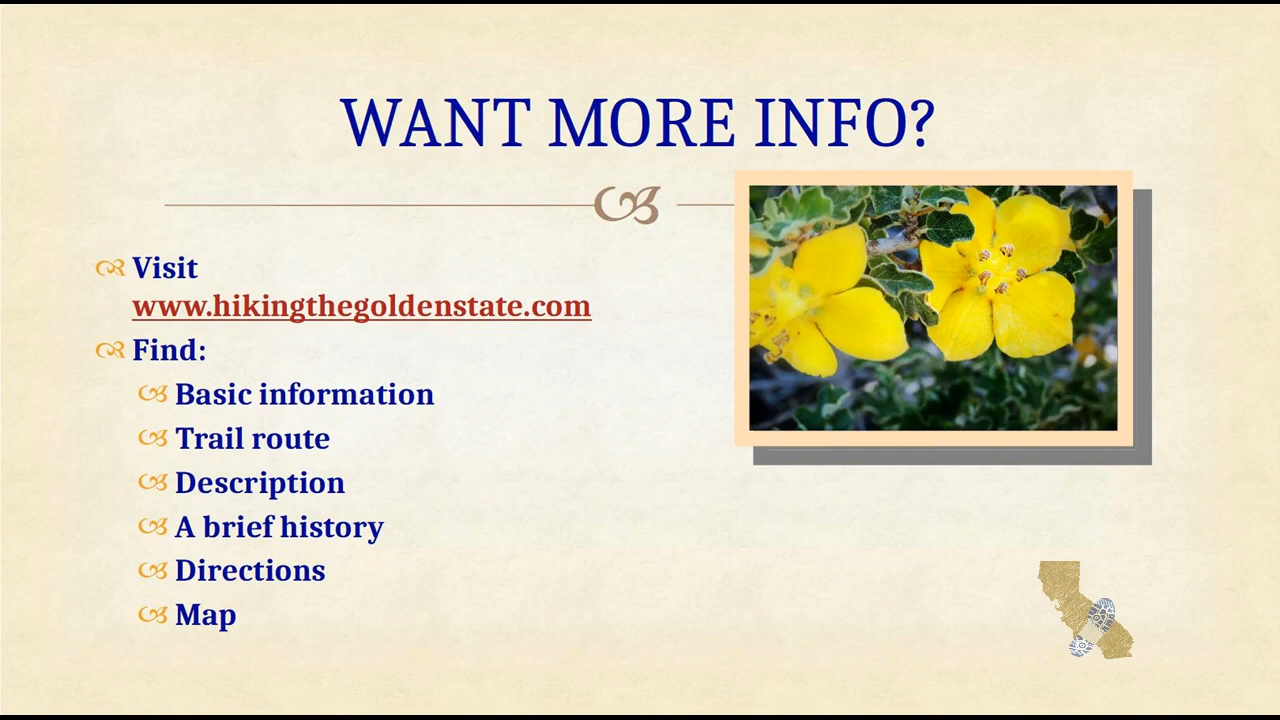 WANT MORE INFO?
Visit
www.hikingthegoldenstate.com
Find:
Basic information
Trail route
Description
A brief history
Directions
Map